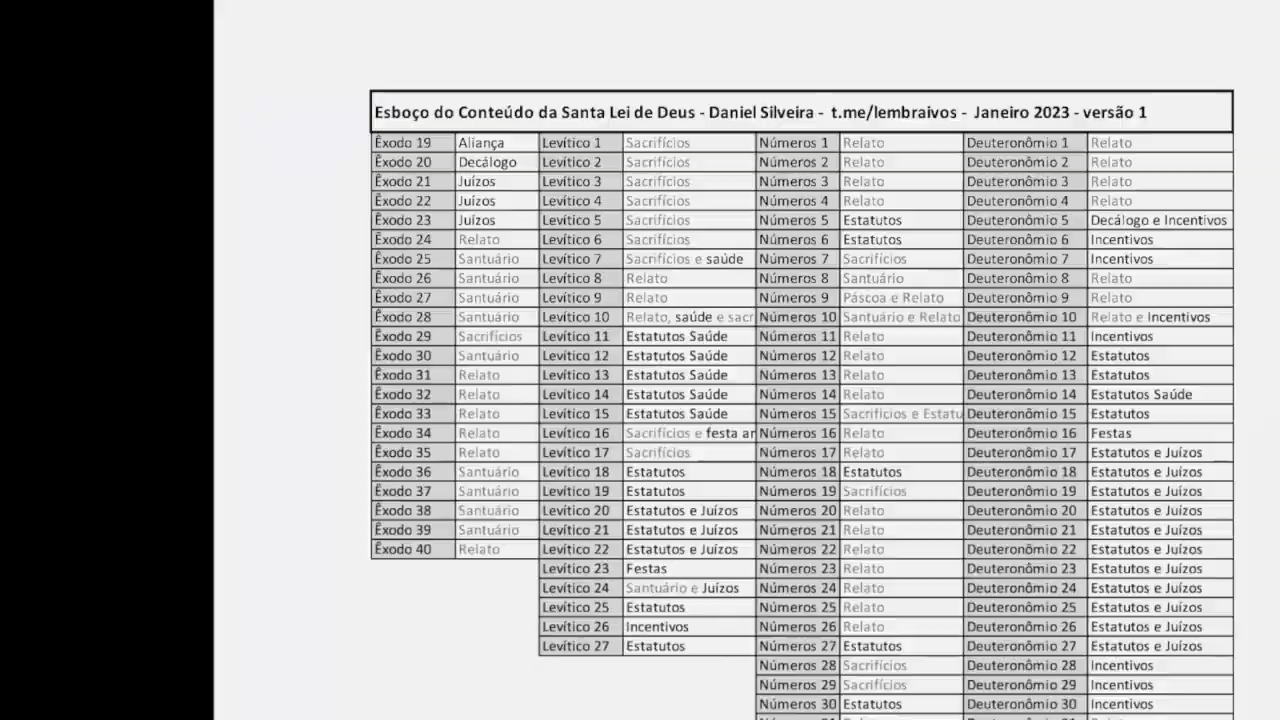 Esboço do Conteúdo da Santa Lei de Deus - Daniel Silveira - t.me/lembraivos - Janeiro 2023 - versão 1
Êxodo 19 Aliança Levítico 1 Sacrifícios Números 1 Relato Deuteronômio 1 Relato
Êxodo 20 Decálogo Levítico 2 Sacrifícios Números 2 Relato Deuteronômio 2 Relato
Êxodo 21 Juízos Levítico 3 Sacrifícios Números 3 Relato Deuteronômio 3 Relato
Êxodo 22 Juízos Levítico 4 Sacrifícios Números 4 Relato Deuteronômio 4 Relato
Êxodo 23 Juízos Levítico 5 Sacrifícios Números 5 Estatutos Deuteronômio 5 Decálogo e Incentivos
Êxodo 24 Relato Levítico 6 Sacrifícios Números 6 Estatutos Deuteronômio 6 Incentivos
Êxodo 25 Santuário Levítico 7 Sacrifícios e saúde Números 7 Sacrifícios Deuteronômio 7 Incentivos
Êxodo 26 Santuário Levítico 8 Relato Números 8 Santuário Deuteronômio 8 Relato
Êxodo 27 Santuário Levítico 9 Relato Números 9 Páscoa e Relato Deuteronômio 9 Relato
Êxodo 28 Santuário Levítico 10 Relato, saúde e sacr Números 10 Santuário e Relato Deuteronômio 10 Relato e Incentivos
Êxodo 29 Sacrifícios Levítico 11 Estatutos Saúde Números 11 Relato Deuteronômio 11 Incentivos
Êxodo 30 Santuário Levítico 12 Estatutos Saúde Números 12 Relato Deuteronômio 12 Estatutos
Êxodo 31 Relato Levítico 13 Estatutos Saúde Números 13 Relato Deuteronômio 13 Estatutos
Êxodo 32 Relato Levítico 14 Estatutos Saúde Números 14 Relato Deuteronômio 14 Estatutos Saúde
Êxodo 33 Relato Levítico 15 Estatutos Saúde Números 15 Sacrifícios e Estatu Deuteronômio 15 Estatutos
Êxodo 34 Relato Levítico 16 Sacrifícios e festa ar Números 16 Relato Deuteronômio 16 Festas
Êxodo 35 Relato Levítico 17 Sacrifícios Números 17 Relato Deuteronômio 17 Estatutos e Juízos
Êxodo 36 Santuário Levítico 18 Estatutos Números 18 Estatutos Deuteronômio 18 Estatutos e Juízos
Êxodo 37 Santuário Levítico 19 Estatutos Números 19 Sacrifícios Deuteronômio 19 Estatutos e Juízos
Êxodo 38 Santuário Levítico 20 Estatutos e Juízos Números 20 Relato Deuteronômio 20 Estatutos e Juízos
Êxodo 39 Santuário Levítico 21 Estatutos e Juízos Números 21 Relato Deuteronômio 21 Estatutos e Juízos
Êxodo 40 Relato Levítico 22 Estatutos e Juízos Números 22 Relato Deuteronômio 22 Estatutos e Juízos
Levítico 23 Festas Números 23 Relato Deuteronômio 23 Estatutos e Juízos
Levítico 24 Santuário e Juízos Números 24 Relato Deuteronômio 24 Estatutos e Juízos
Levítico 25 Estatutos Números 25 Relato Deuteronômio 25 Estatutos e Juízos
Levítico 26 Incentivos Números 26 Relato Deuteronômio 26 Estatutos e Juízos
Levítico 27 Estatutos Números 27 Estatutos Deuteronômio 27 Estatutos e Juízos
Números 28 Sacrifícios Deuteronômio 28 Incentivos
Números 29 Sacrifícios Deuteronômio 29 Incentivos
Números 30 Estatutos Deuteronômio 30 Incentivos